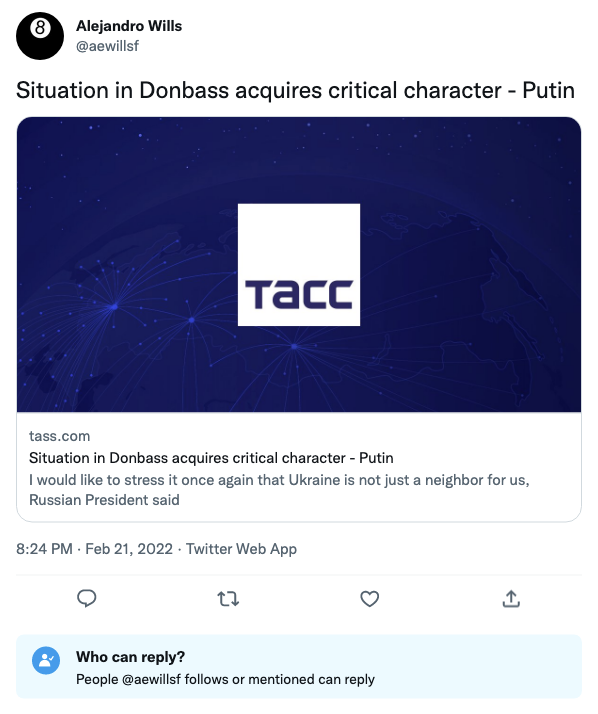 8
Alejandro Wills
@aewillsf
Situation in Donbass acquires critical character - Putin
TACC
tass.com
Situation in Donbass acquires critical character - Putin
I would like to stress it once again that Ukraine is not just a neighbor for us,
Russian President said
8:24 PM · Feb 21, 2022 · Twitter Web App
Who can reply?
People @aewillsf follows or mentioned can reply